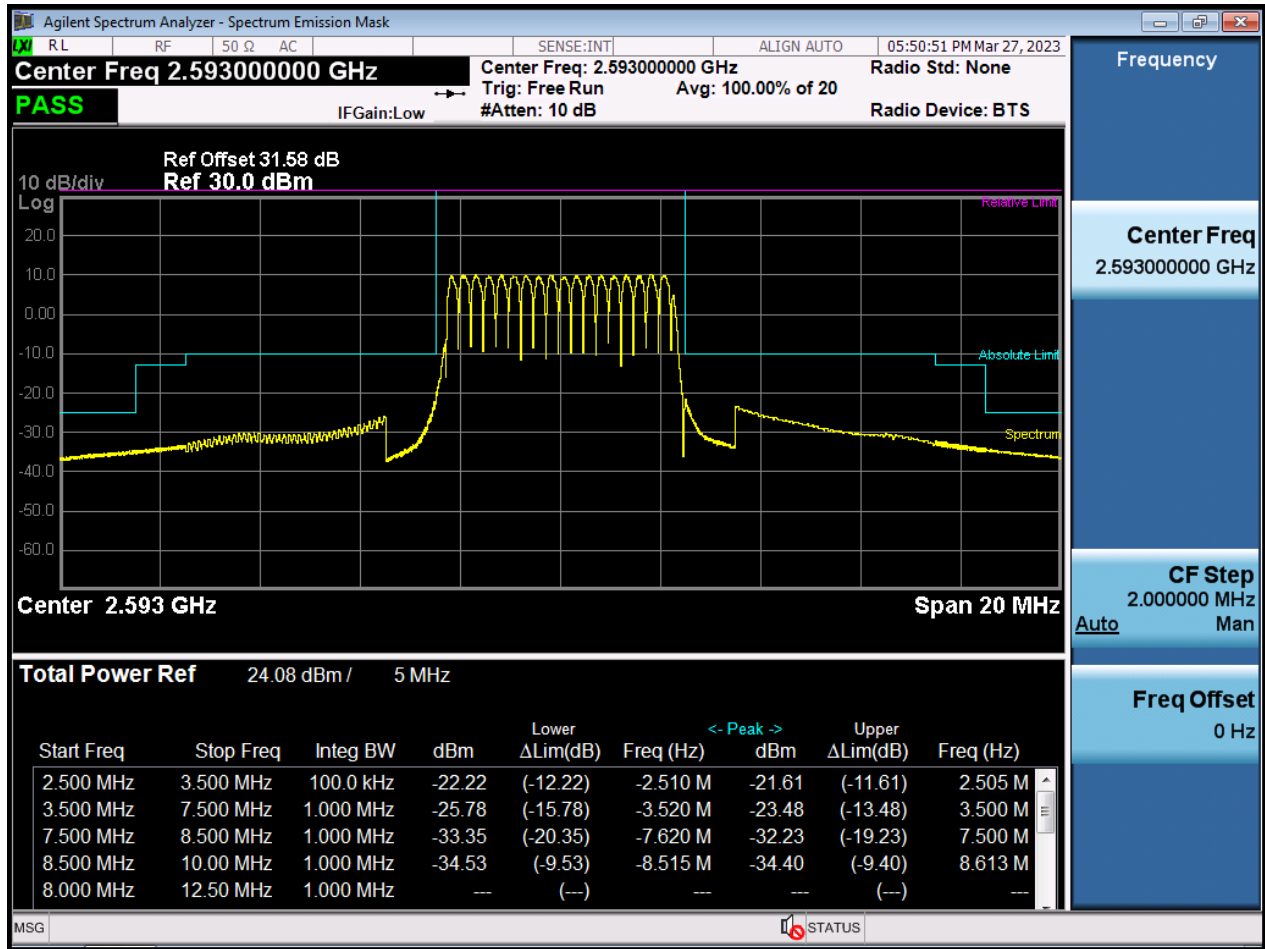 Agilent Spectrum Analyzer - Spectrum Emission Mask
LXI RL RF 50 Ω AC SENSE:INT ALIGN AUTO 05:50:51 PM Mar 27, 2023
Center Freq 2.593000000 GHz
PASS
IFGain:Low
Center Freq: 2.593000000 GHz
Trig: Free Run Avg: 100.00% of 20
#Atten: 10 dB
Radio Std: None
Radio Device: BTS
Ref Offset 31.58 dB
10 dB/div Ref 30.0 dBm
Log
Relative Limit
20.0
10.0
0.00
-10.0
Absolute Limit
-20.0
-30.0
Spectrum
-40.0
-50.0
-60.0
Center 2.593 GHz Span 20 MHz
Total Power Ref 24.08 dBm / 5 MHz
Lower <- Peak -> Upper
Start Freq Stop Freq Integ BW dBm ΔLim(dB) Freq (Hz) dBm ΔLim(dB) Freq (Hz)
2.500 MHz 3.500 MHz 100.0 kHz -22.22 (-12.22) -2.510 M -21.61 (-11.61) 2.505 M
3.500 MHz 7.500 MHz 1.000 MHz -25.78 (-15.78) -3.520 M -23.48 (-13.48) 3.500 M
7.500 MHz 8.500 MHz 1.000 MHz -33.35 (-20.35) -7.620 M -32.23 (-19.23) 7.500 M
8.500 MHz 10.00 MHz 1.000 MHz -34.53 (-9.53) -8.515 M -34.40 (-9.40) 8.613 M
8.000 MHz 12.50 MHz 1.000 MHz --- (---) --- --- (---) ---
MSG STATUS
Frequency
Center Freq
2.593000000 GHz
CF Step
2.000000 MHz
Auto Man
Freq Offset
0 Hz